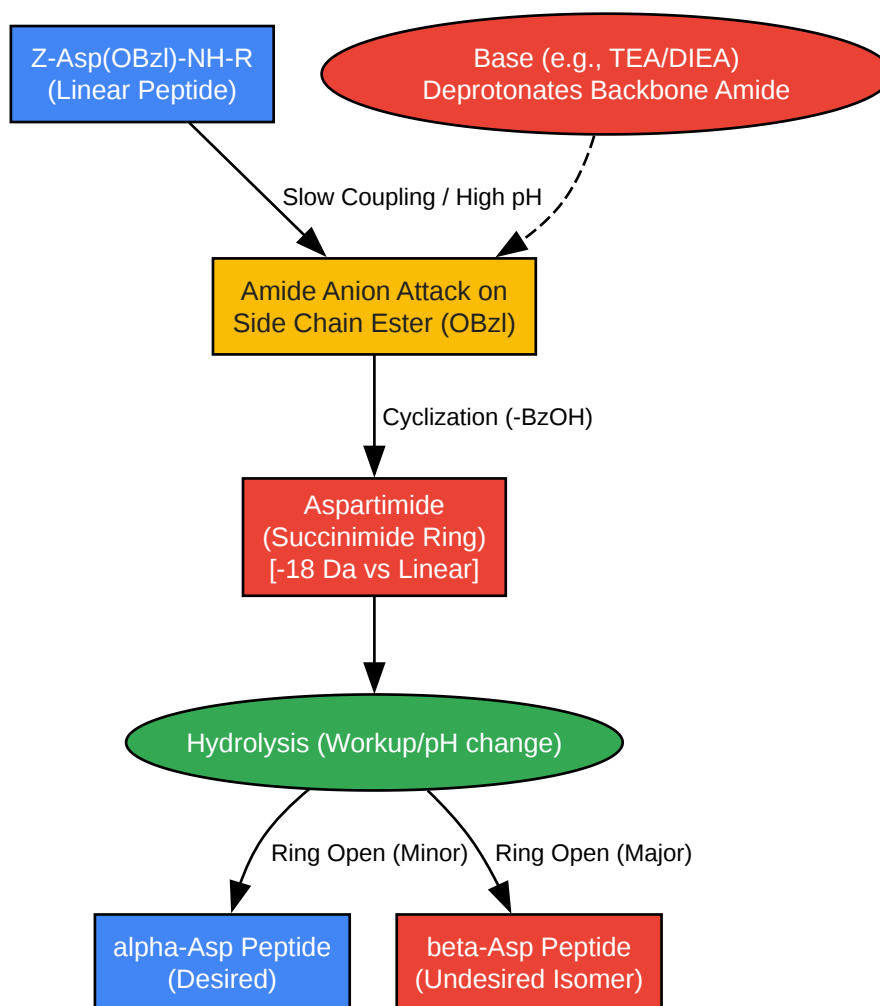 Z-Asp(OBzl)-NH-R
(Linear Peptide)
Base (e.g., TEA/DIEA)
Deprotonates Backbone Amide
Slow Coupling / High pH
Amide Anion Attack on
Side Chain Ester (OBzl)
Cyclization (-BzOH)
Aspartimide
(Succinimide Ring)
[-18 Da vs Linear]
Hydrolysis (Workup/pH change)
Ring Open (Minor)
Ring Open (Major)
alpha-Asp Peptide
(Desired)
beta-Asp Peptide
(Undesired Isomer)